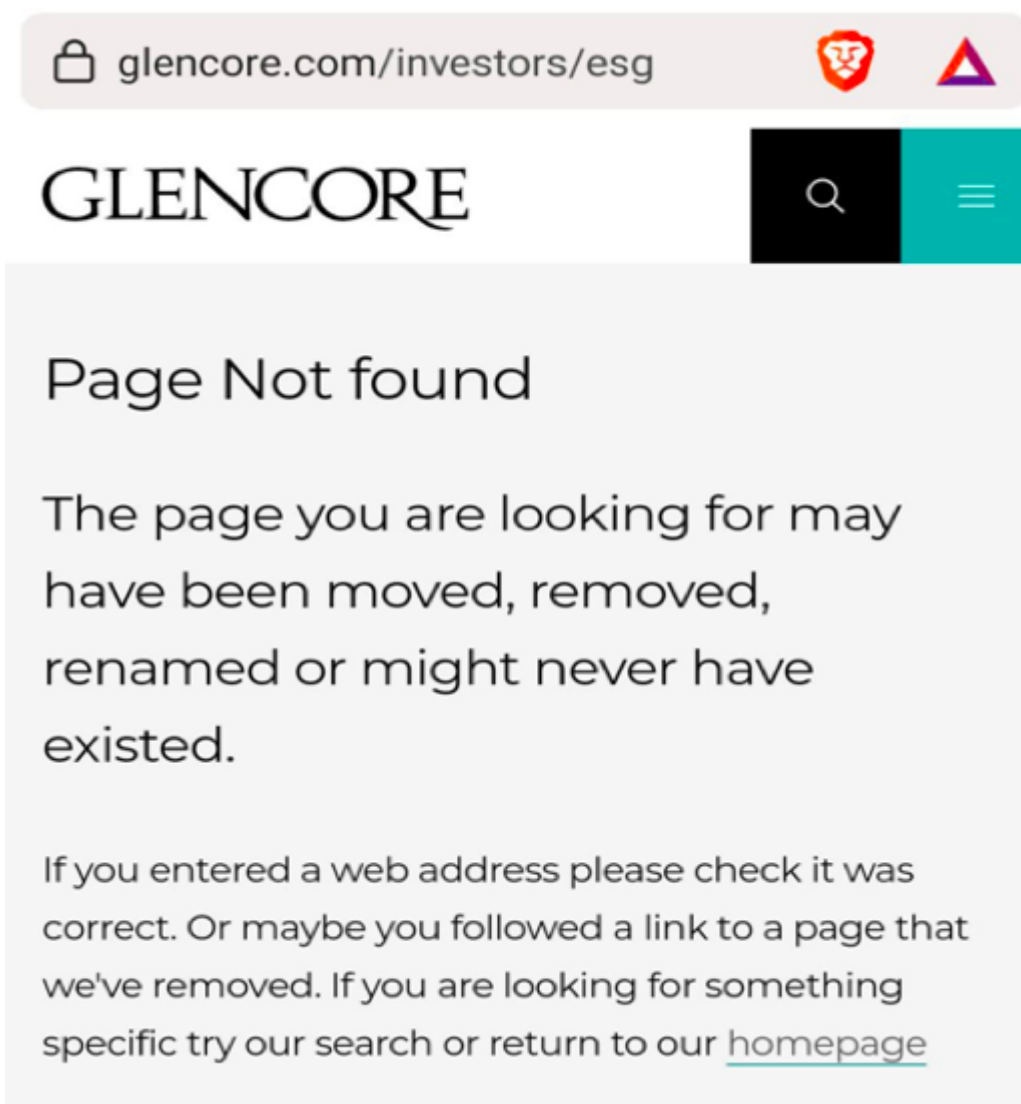 glencore.com/investors/esg
GLENCORE
Page Not found
The page you are looking for may
have been moved, removed,
renamed or might never have
existed.
If you entered a web address please check it was
correct. Or maybe you followed a link to a page that
we've removed. If you are looking for something
specific try our search or return to our homepage